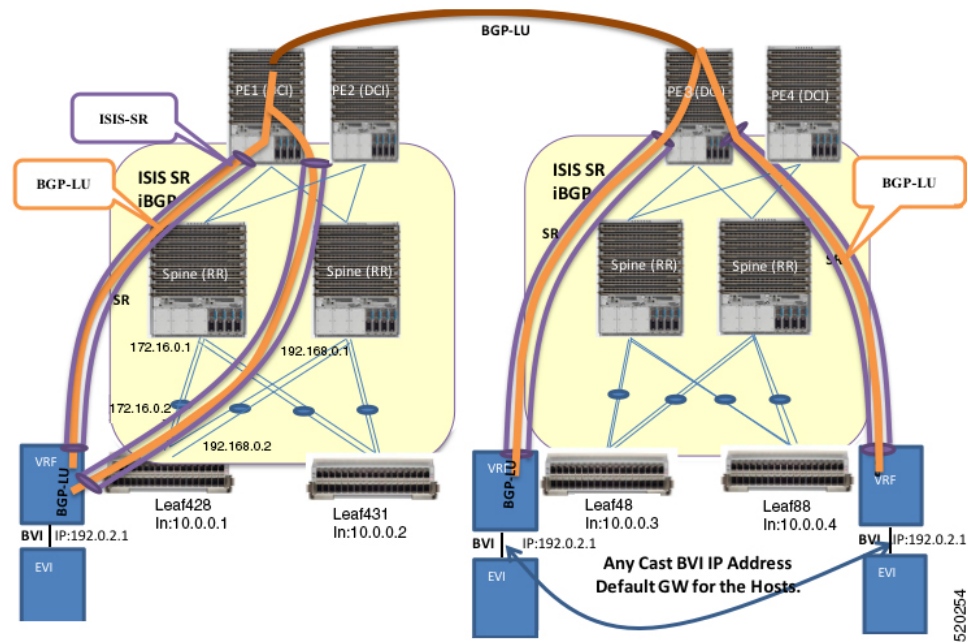 BGP-LU
PE1 (DCI)
PE2 (DCI)
PE3 (DCI)
PE4 (DCI)
ISIS-SR
BGP-LU
ISIS SR
iBGP
ISIS SR
iBGP
BGP-LU
SR
SR
SR
Spine (RR)
Spine (RR)
Spine (RR)
Spine (RR)
172.16.0.1
192.168.0.1
172.16.0.2
192.168.0.2
VRF
BGP-LU
Leaf428
In:10.0.0.1
Leaf431
In:10.0.0.2
VRF
BGP-LU
Leaf48
In:10.0.0.3
Leaf88
In:10.0.0.4
VRF
BVI
IP:192.0.2.1
BVI
IP:192.0.2.1
BVI
IP:192.0.2.1
EVI
EVI
EVI
Any Cast BVI IP Address
Default GW for the Hosts.
520254